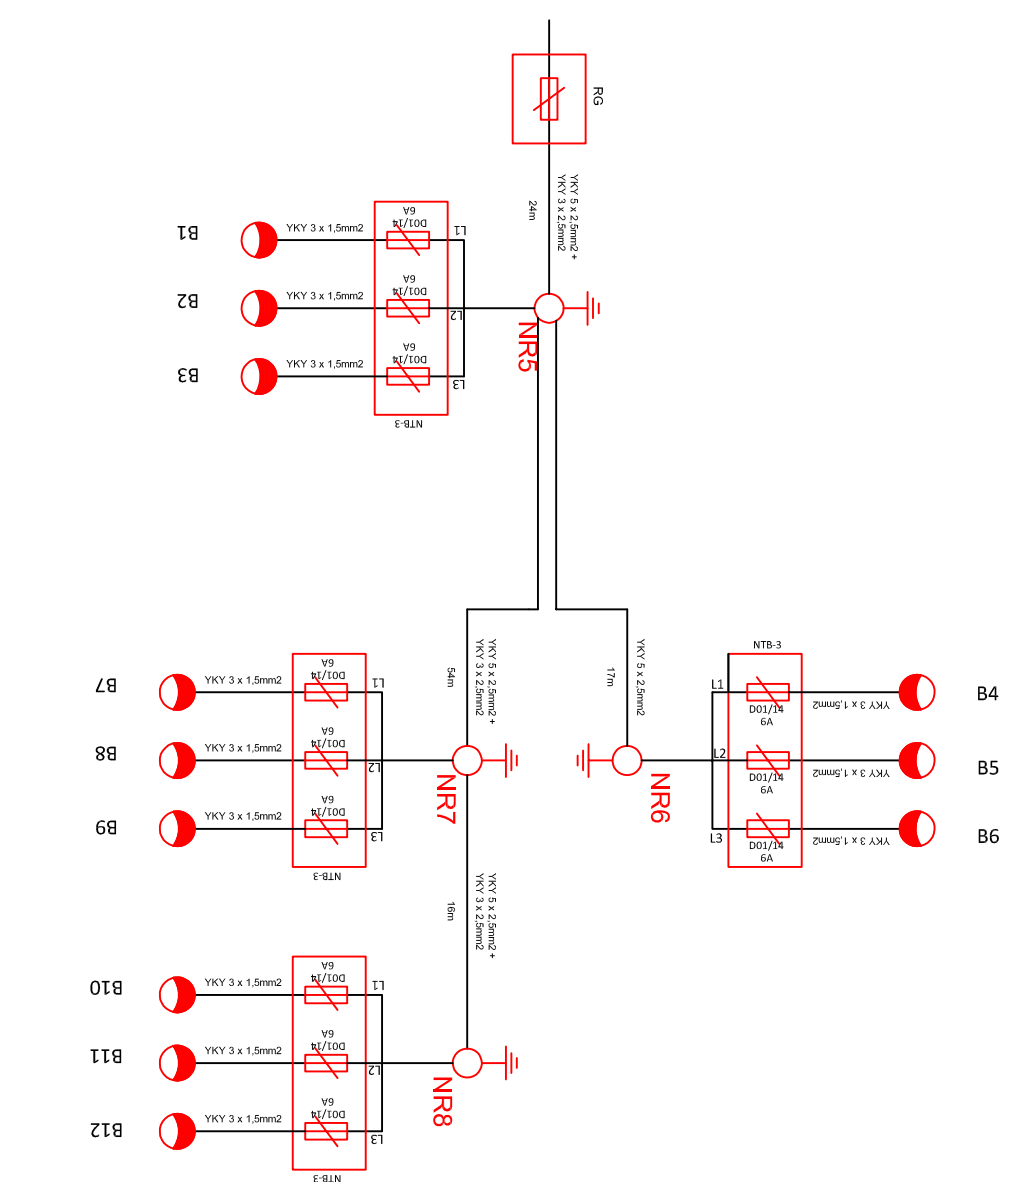 RG
YKY 5 x 2,5mm2 +
YKY 3 x 2,5mm2
24m
B1
YKY 3 x 1,5mm2
D01/14
6A
L1
B2
YKY 3 x 1,5mm2
D01/14
6A
L2
B3
YKY 3 x 1,5mm2
D01/14
6A
L3
NTB-3
NR5
YKY 5 x 2,5mm2 +
YKY 3 x 2,5mm2
54m
YKY 5 x 2,5mm2
17m
B7
YKY 3 x 1,5mm2
D01/14
6A
L1
B8
YKY 3 x 1,5mm2
D01/14
6A
L2
B9
YKY 3 x 1,5mm2
D01/14
6A
L3
NTB-3
NR7
NR6
NTB-3
L1
D01/14
6A
YKY 3 x 1,5mm2
B4
L2
D01/14
6A
YKY 3 x 1,5mm2
B5
L3
D01/14
6A
YKY 3 x 1,5mm2
B6
YKY 5 x 2,5mm2 +
YKY 3 x 2,5mm2
16m
B10
YKY 3 x 1,5mm2
D01/14
6A
L1
B11
YKY 3 x 1,5mm2
D01/14
6A
L2
B12
YKY 3 x 1,5mm2
D01/14
6A
L3
NTB-3
NR8